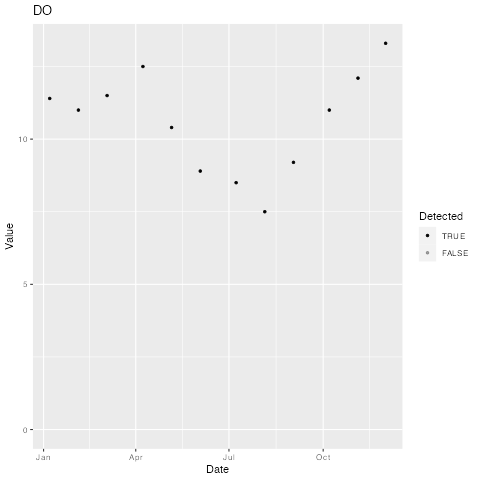 DO
Value
10
5
0
Jan Apr Jul Oct
Date
Detected
TRUE
FALSE